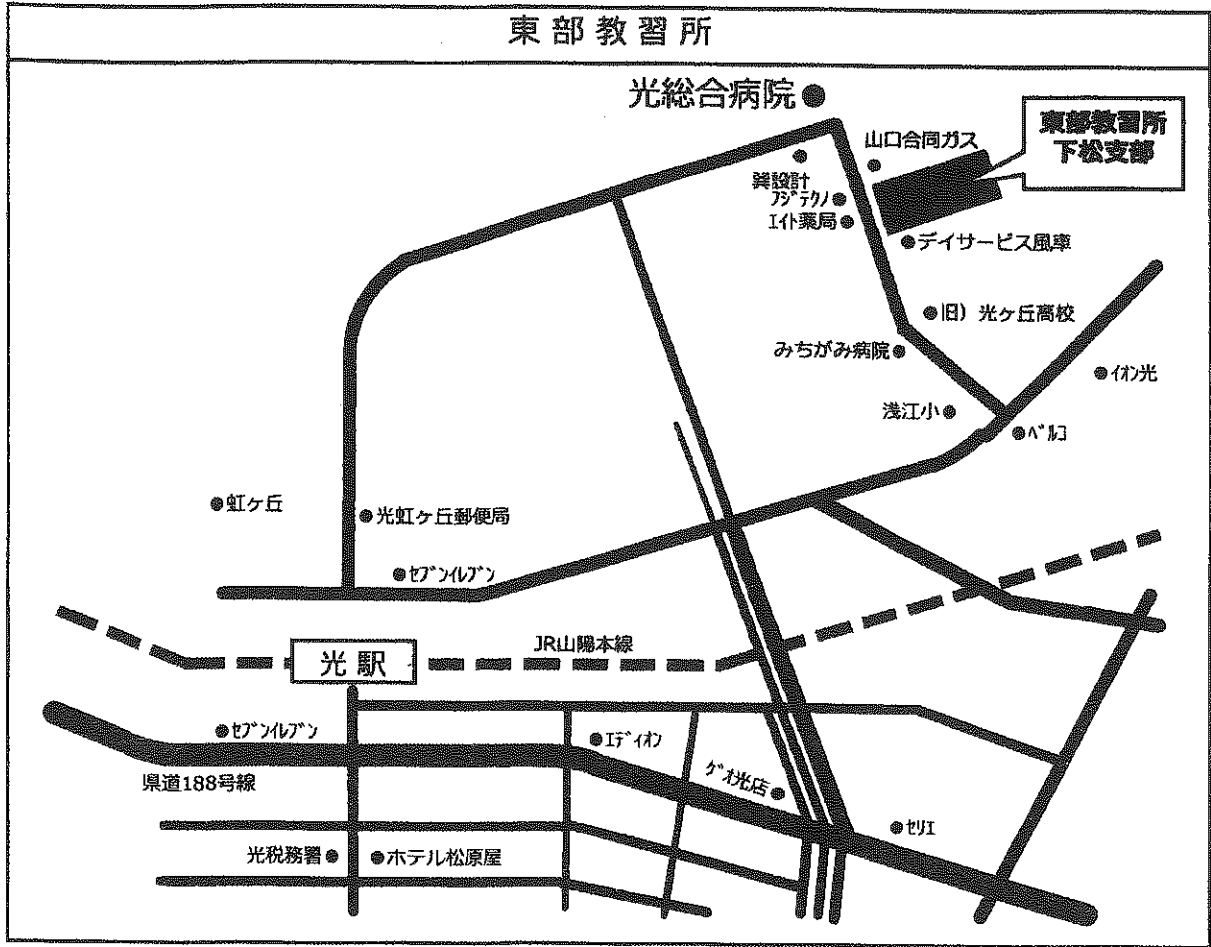 東部教習所
光総合病院
東部教習所
下松支部
山口合同ガス
巽設計
フジテクノ
エイト薬局
デイサービス風車
旧）光ヶ丘高校
みちがみ病院
イオン光
浅江小
ベルコ
虹ヶ丘
光虹ヶ丘郵便局
セブンイレブン
JR山陽本線
光駅
セブンイレブン
エディオン
県道188号線
ゲオ光店
セリエ
光税務署
ホテル松原屋